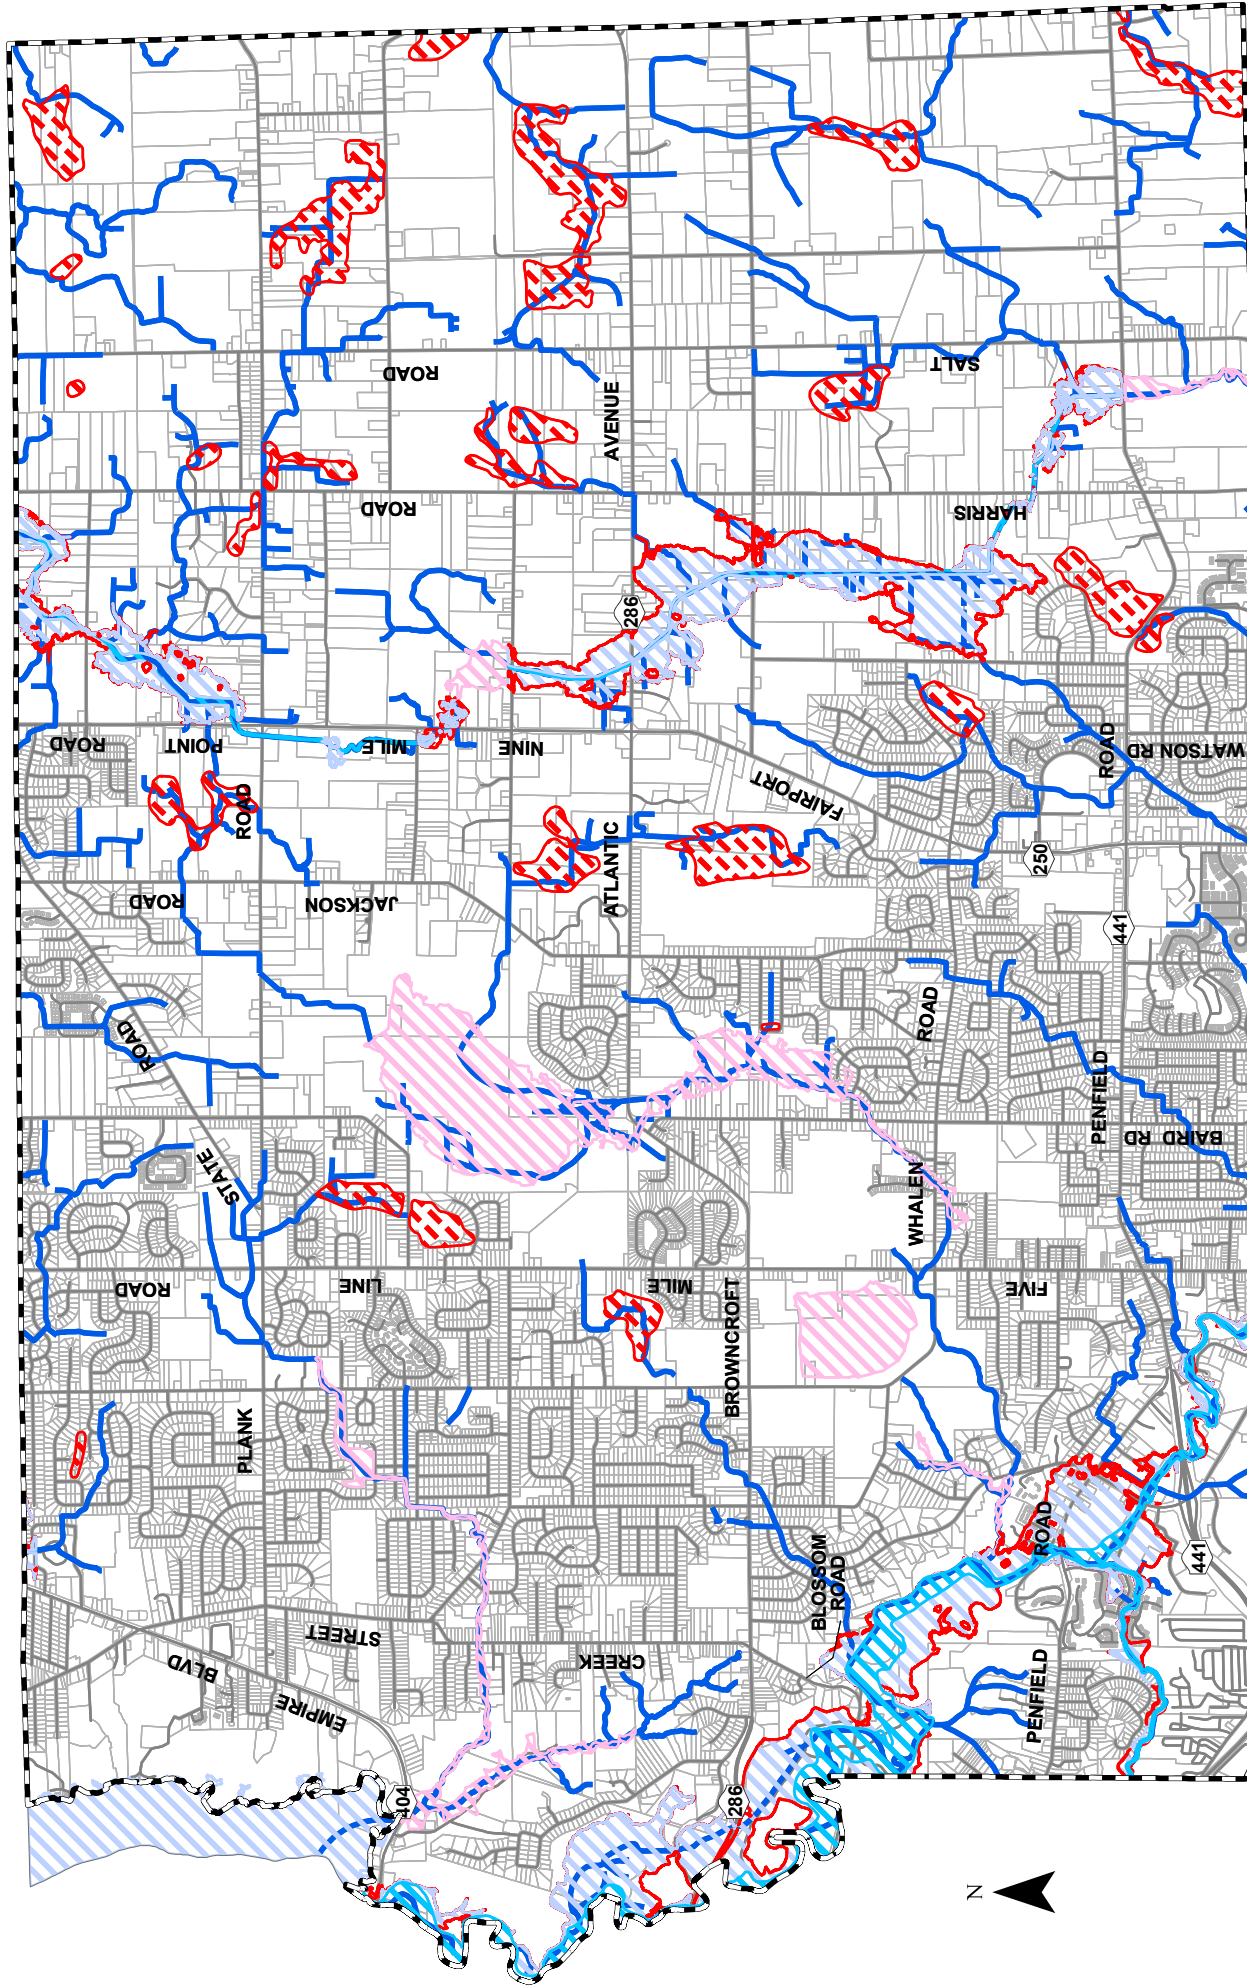 ROAD
SALT
AVENUE
ROAD
HARRIS
286
ROAD
POINT
MILE
NINE
ROAD
WATSON RD
FAIRPORT
ROAD
250
ATLANTIC
ROAD
JACKSON
441
ROAD
ROAD
PENFIELD
BAIRD RD
STATE
WHALEN
ROAD
LINE
MILE
FIVE
BROWNCROFT
PLANK
ROAD
441
BLOSSOM
ROAD
STREET
CREEK
BLVD
EMPIRE
PENFIELD
404
286
N